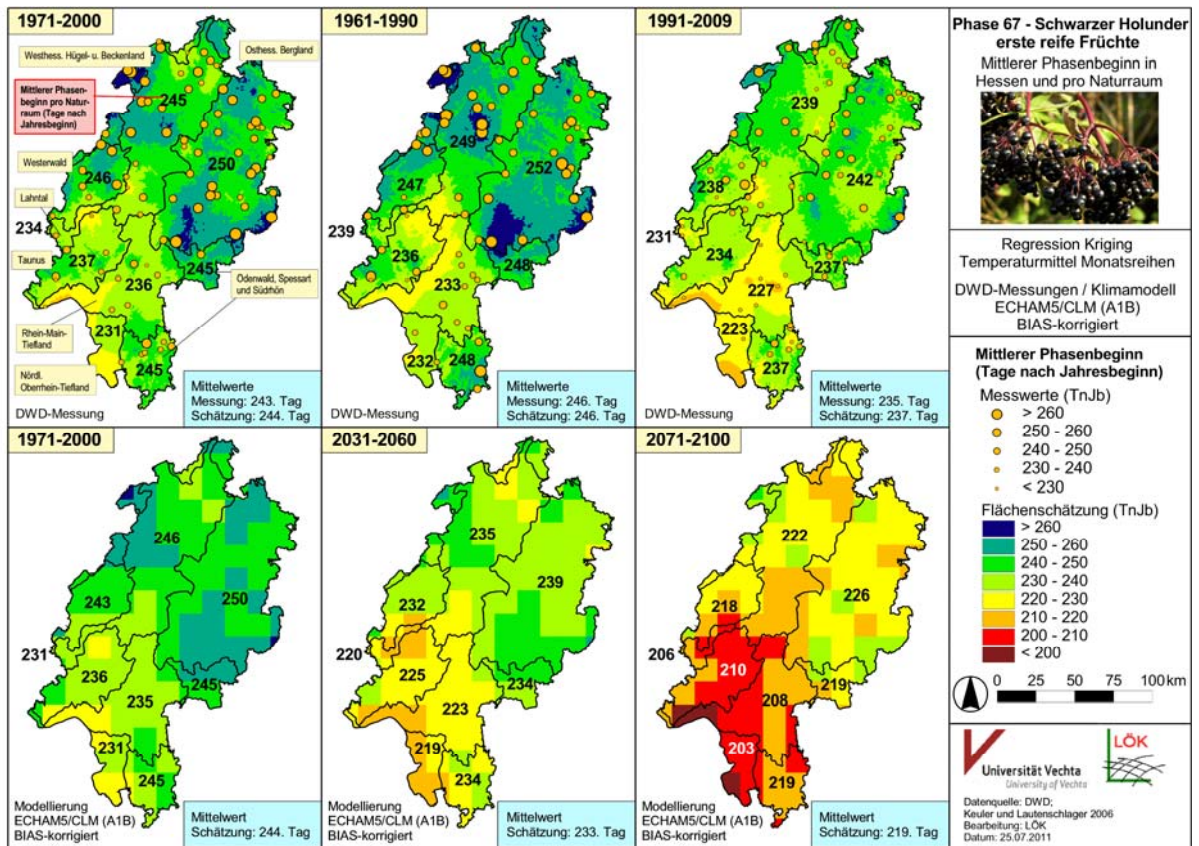 1971-2000
Westhess. Hügel- u. Beckenland
Osthess. Bergland
Mittlerer Phasen-
beginn pro Natur-
raum (Tage nach
Jahresbeginn)
245
250
Westerwald
246
Lahntal
234
Taunus
237
236
245
Odenwald, Spessart
und Südrhön
Rhein-Main-
Tiefland
231
Nördl.
Oberrhein-Tiefland
245
DWD-Messung
Mittelwerte
Messung: 243. Tag
Schätzung: 244. Tag
1961-1990
249
252
247
239
236
233
248
232
248
DWD-Messung
Mittelwerte
Messung: 246. Tag
Schätzung: 246. Tag
1991-2009
239
242
238
231
234
237
227
223
237
DWD-Messung
Mittelwerte
Messung: 235. Tag
Schätzung: 237. Tag
Phase 67 - Schwarzer Holunder
erste reife Früchte
Mittlerer Phasenbeginn in
Hessen und pro Naturraum
Regression Kriging
Temperaturmittel Monatsreihen
DWD-Messungen / Klimamodell
ECHAM5/CLM (A1B)
BIAS-korrigiert
Mittlerer Phasenbeginn
(Tage nach Jahresbeginn)
Messwerte (TnJb)
> 260
250 - 260
240 - 250
230 - 240
< 230
Flächenschätzung (TnJb)
> 260
250 - 260
240 - 250
230 - 240
220 - 230
210 - 220
200 - 210
< 200
0 25 50 75 100 km
1971-2000
246
250
243
231
236
235
245
231
245
Modellierung
ECHAM5/CLM (A1B)
BIAS-korrigiert
Mittelwert
Schätzung: 244. Tag
2031-2060
235
239
232
220
225
234
223
219
234
Modellierung
ECHAM5/CLM (A1B)
BIAS-korrigiert
Mittelwert
Schätzung: 233. Tag
2071-2100
222
226
218
206
210
219
208
203
219
Modellierung
ECHAM5/CLM (A1B)
BIAS-korrigiert
Mittelwert
Schätzung: 219. Tag
LÖK
Universität Vechta
University of Vechta
Datenquelle: DWD;
Keuler und Lautenschlager 2006
Bearbeitung: LÖK
Datum: 25.07.2011